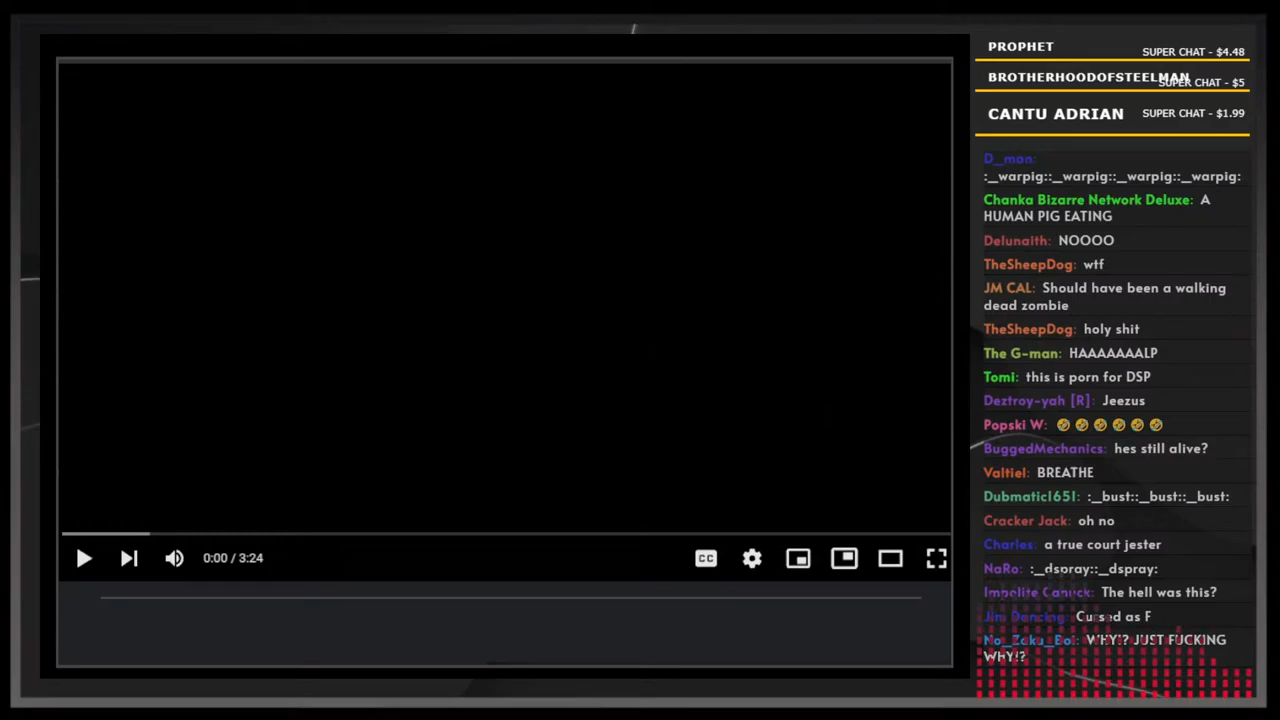 PROPHET SUPER CHAT - $4.48
BROTHERHOODOFSTEELMAN SUPER CHAT - $5
CANTU ADRIAN SUPER CHAT - $1.99
D_man:
:_warpig::_warpig::_warpig::_warpig:
Chanka Bizarre Network Deluxe: A
HUMAN PIG EATING
Delunaith: NOOOO
TheSheepDog: wtf
JM CAL: Should have been a walking
dead zombie
TheSheepDog: holy shit
The G-man: HAAAAAAALP
Tomi: this is porn for DSP
Deztroy-yah [R]: Jeezus
Popski W: 🤣🤣🤣🤣🤣🤣
BuggedMechanics: hes still alive?
Valtiel: BREATHE
Dubmatic1651: :_bust::_bust::_bust:
Cracker Jack: oh no
Charles: a true court jester
NaRo: :_dspray::_dspray:
Impolite Canuck: The hell was this?
Jim Dancing: Cursed as F
No_Zaku_Boi: WHY!? JUST FUCKING
WHY!?
0:00 / 3:24
CC